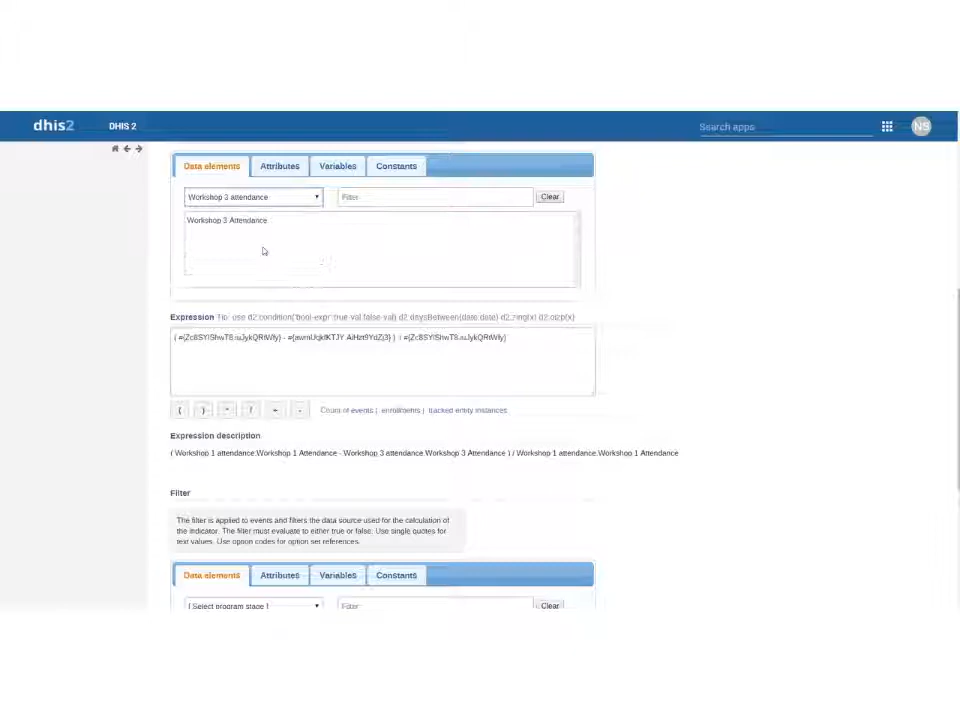 dhis2 DHIS 2 Search apps NS
Data elements Attributes Variables Constants
Workshop 3 attendance Filter Clear
Workshop 3 Attendance
Expression Tip: use d2:condition('bool-expr',true-val,false-val) d2:daysBetween(date,date) d2:zing(x) d2:oizp(x)
( ) * / + -
Count of events | enrollments | tracked entity instances
Expression description
( Workshop 1 attendance.Workshop 1 Attendance - Workshop 3 attendance.Workshop 3 Attendance ) / Workshop 1 attendance.Workshop 1 Attendance
Filter
The filter is applied to events and filters the data source used for the calculation of
the indicator. The filter must evaluate to either true or false. Use single quotes for
text values. Use option codes for option set references.
Data elements Attributes Variables Constants
[ Select program stage ] Filter Clear